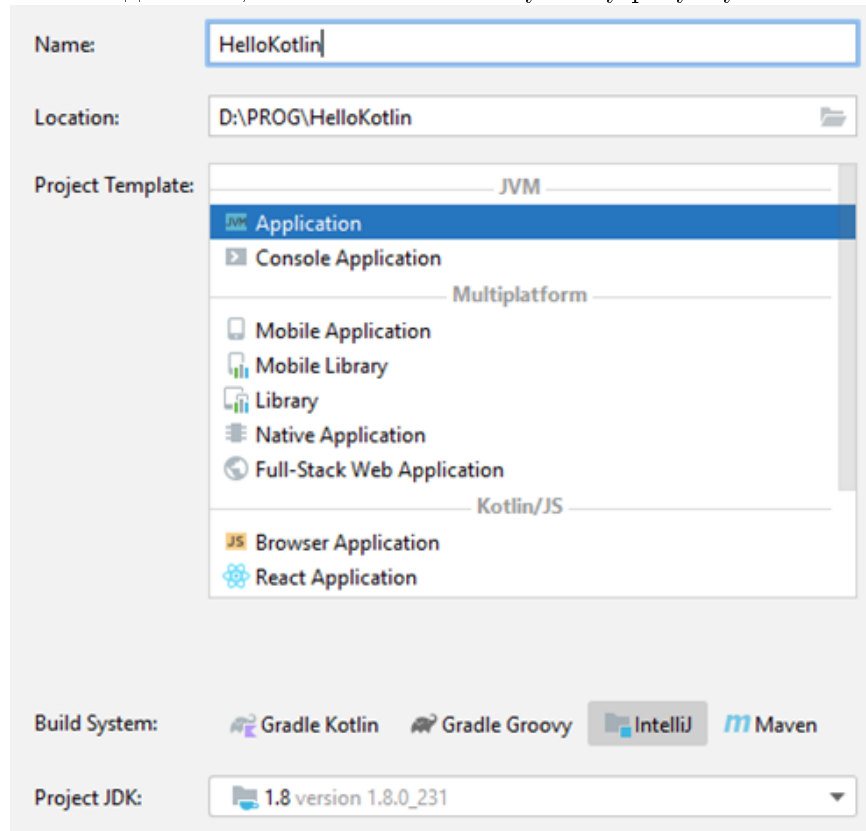 Name: HelloKotlin
Location: D:\PROG\HelloKotlin
Project Template: JVM
JVM Application
Console Application
Multiplatform
Mobile Application
Mobile Library
Library
Native Application
Full-Stack Web Application
Kotlin/JS
JS Browser Application
React Application
Build System: Gradle Kotlin Gradle Groovy IntelliJ m Maven
Project JDK: 1.8 version 1.8.0_231